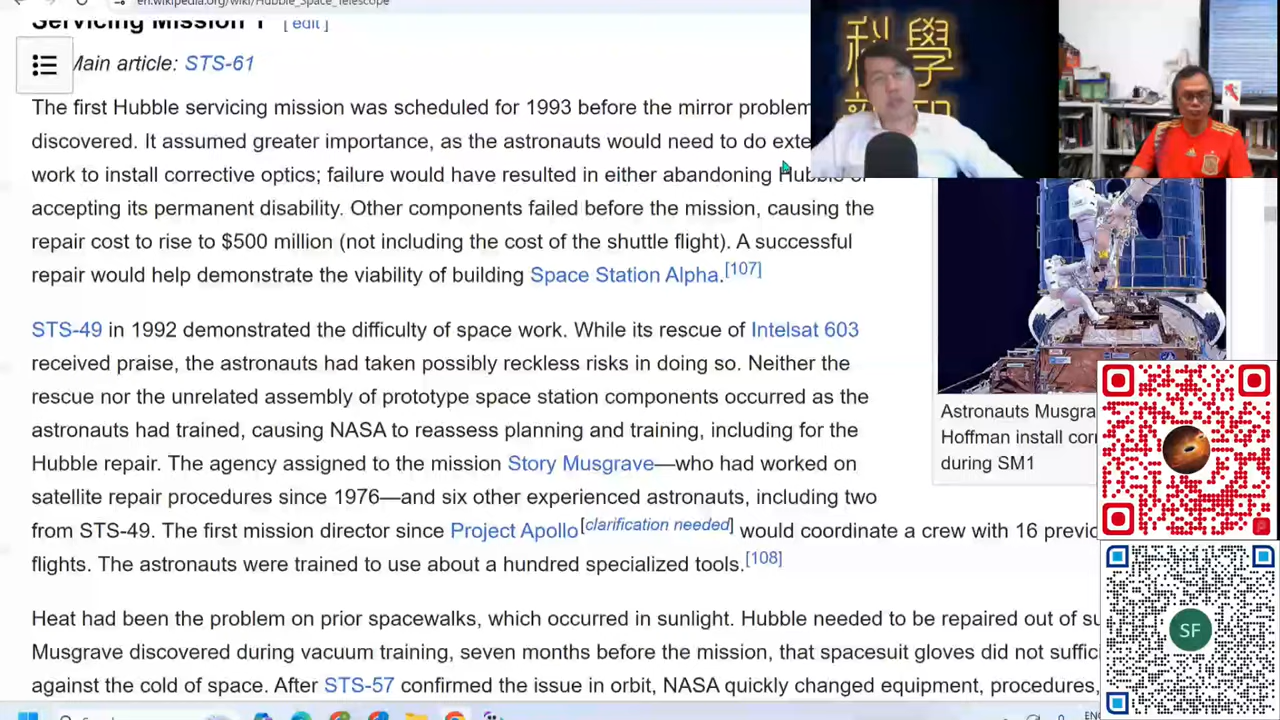 en.wikipedia.org/wiki/Hubble_Space_Telescope
Servicing Mission 1 [ edit ]
Main article: STS-61
The first Hubble servicing mission was scheduled for 1993 before the mirror problem
discovered. It assumed greater importance, as the astronauts would need to do
work to install corrective optics; failure would have resulted in either abandoning Hubble or
accepting its permanent disability. Other components failed before the mission, causing the
repair cost to rise to $500 million (not including the cost of the shuttle flight). A successful
repair would help demonstrate the viability of building Space Station Alpha.[107]
STS-49 in 1992 demonstrated the difficulty of space work. While its rescue of Intelsat 603
received praise, the astronauts had taken possibly reckless risks in doing so. Neither the
rescue nor the unrelated assembly of prototype space station components occurred as the
astronauts had trained, causing NASA to reassess planning and training, including for the
Hubble repair. The agency assigned to the mission Story Musgrave—who had worked on
satellite repair procedures since 1976—and six other experienced astronauts, including two
from STS-49. The first mission director since Project Apollo[clarification needed] would coordinate a crew with 16
flights. The astronauts were trained to use about a hundred specialized tools.[108]
Heat had been the problem on prior spacewalks, which occurred in sunlight. Hubble needed to be repaired out of
Musgrave discovered during vacuum training, seven months before the mission, that spacesuit gloves did not
against the cold of space. After STS-57 confirmed the issue in orbit, NASA quickly changed equipment, procedures,
科學
Astronauts
Hoffman install
during SM1
SF
ENG